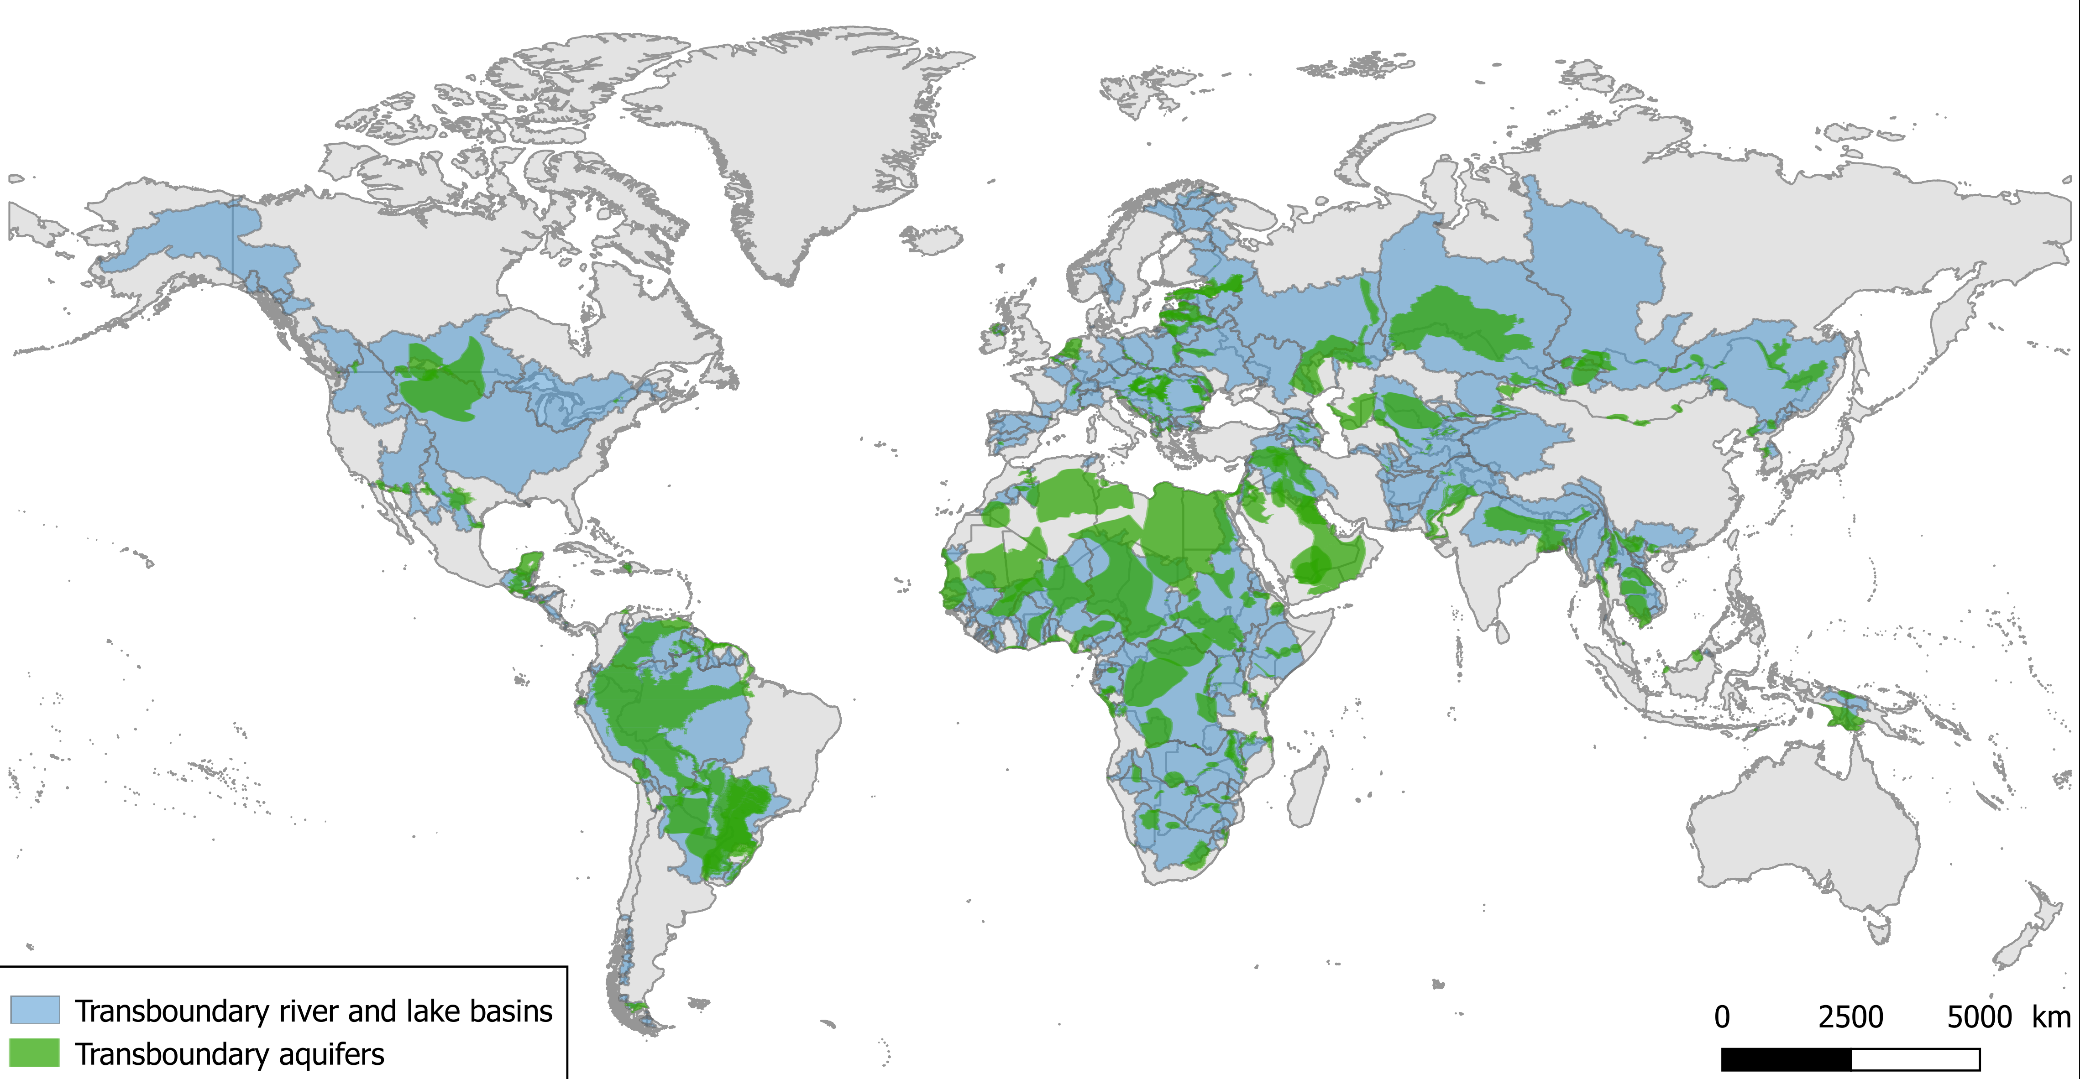 Transboundary river and lake basins
Transboundary aquifers
0 2500 5000 km